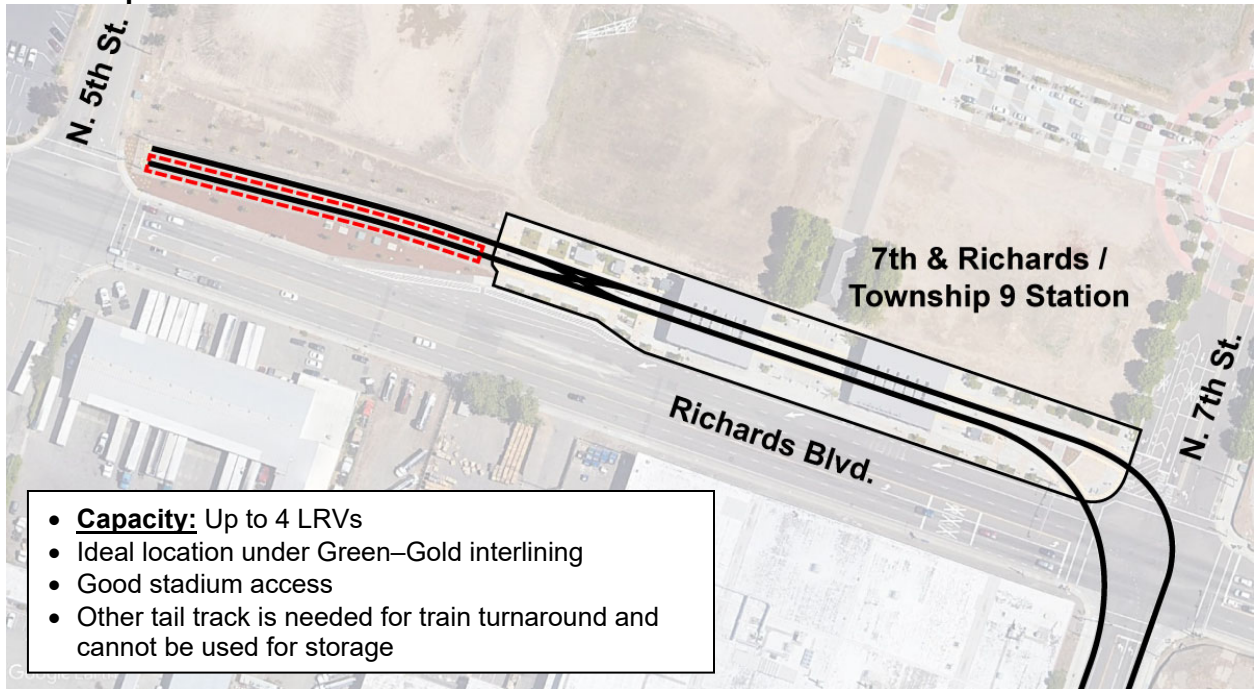 N. 5th St.
7th & Richards /
Township 9 Station
N. 7th St.
Richards Blvd.
• Capacity: Up to 4 LRVs
• Ideal location under Green–Gold interlining
• Good stadium access
• Other tail track is needed for train turnaround and
cannot be used for storage
Google Earth